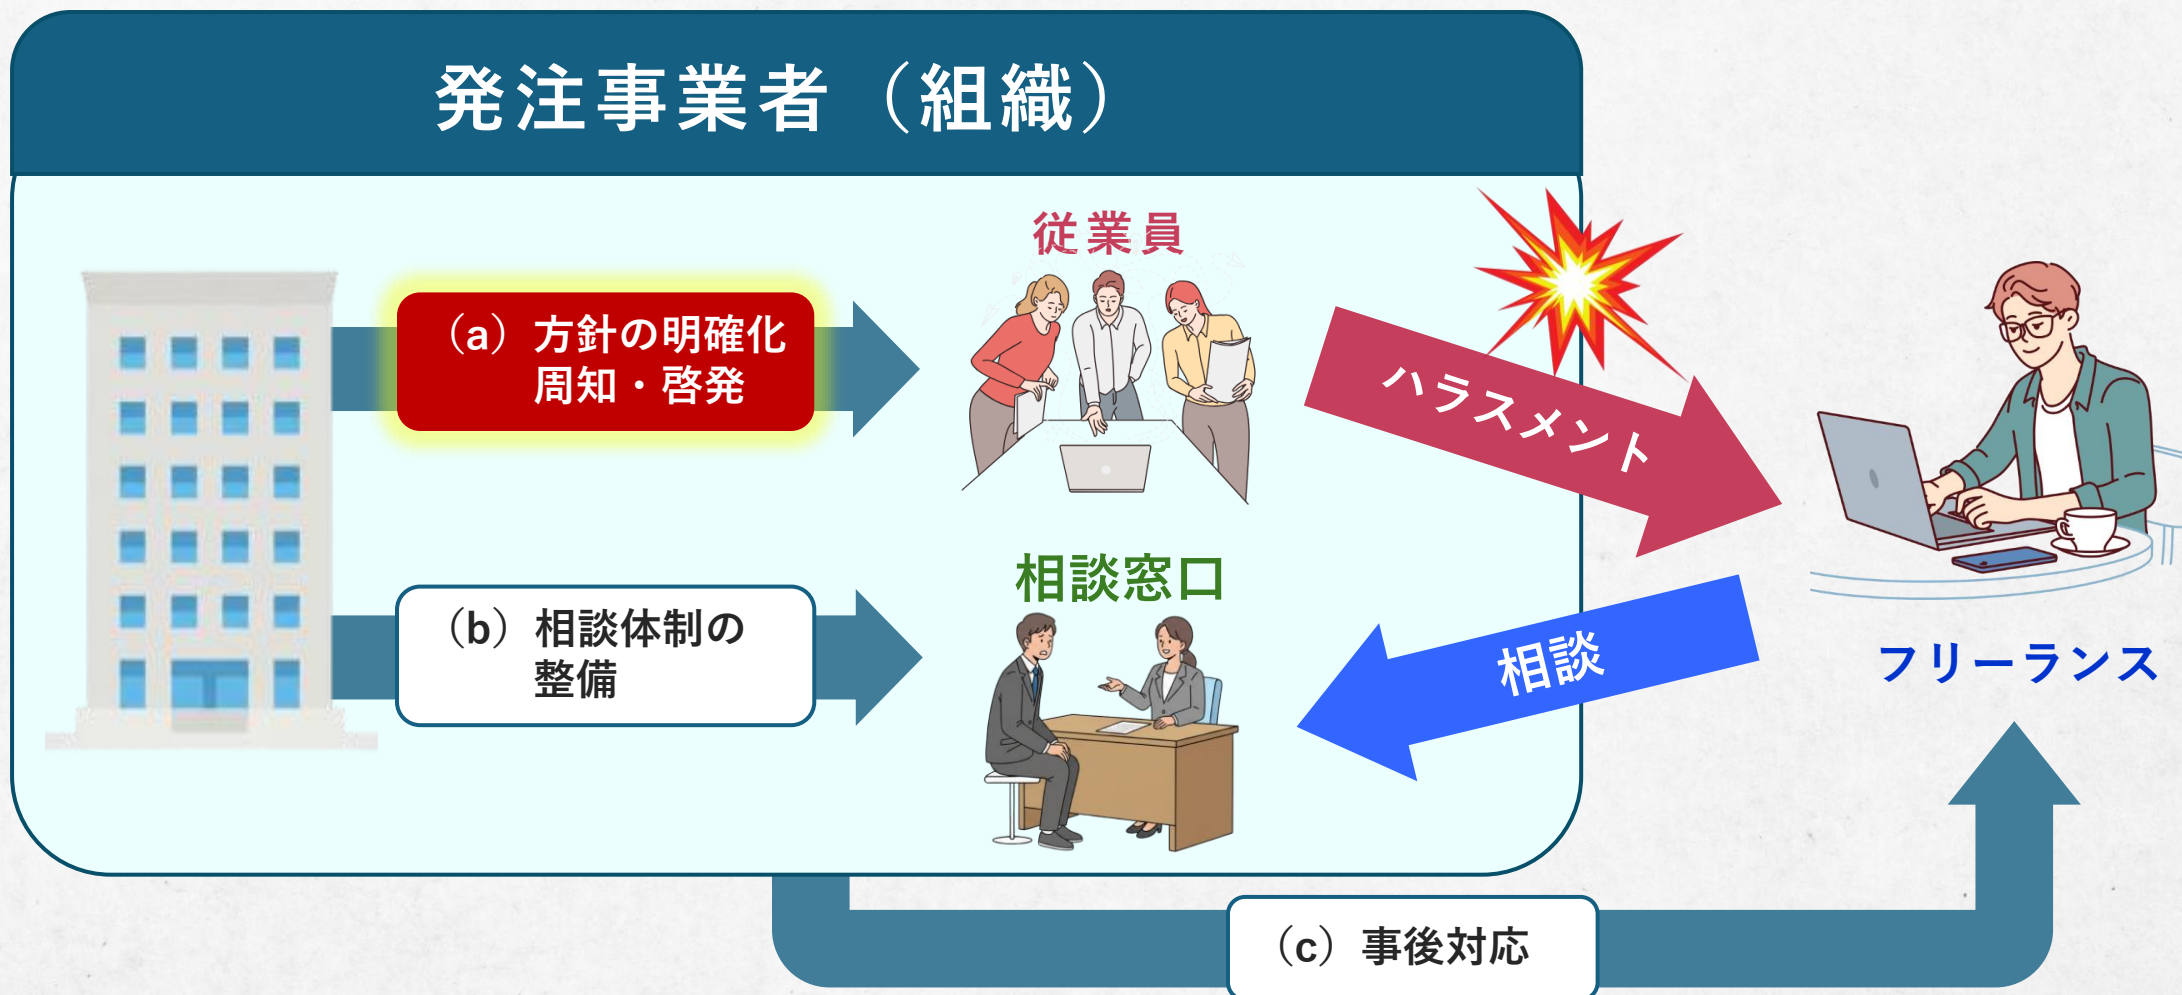 発注事業者（組織）
従業員
（a）方針の明確化
周知・啓発
ハラスメント
相談窓口
（b）相談体制の
整備
相談
フリーランス
（c）事後対応